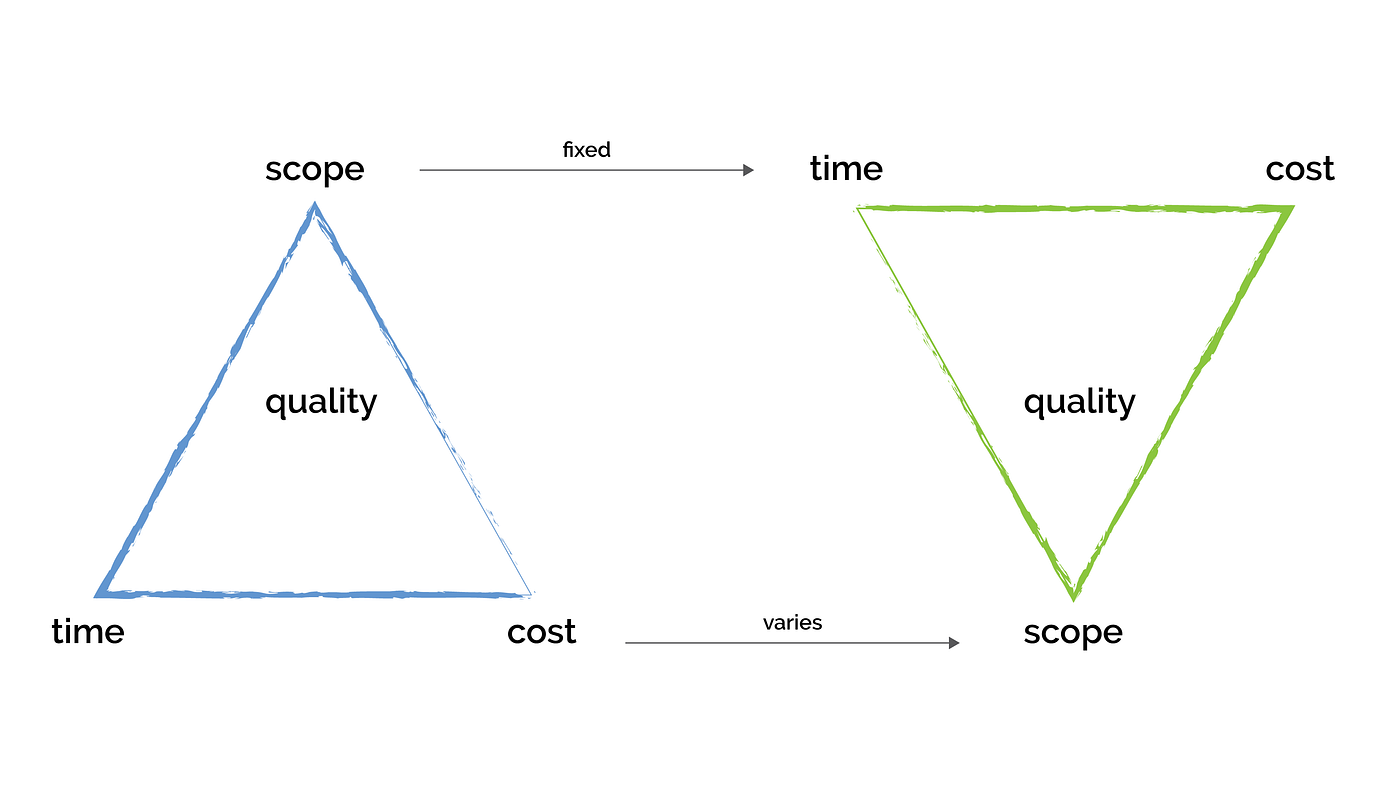 fixed
scope
time
cost
quality
quality
varies
time
cost
scope